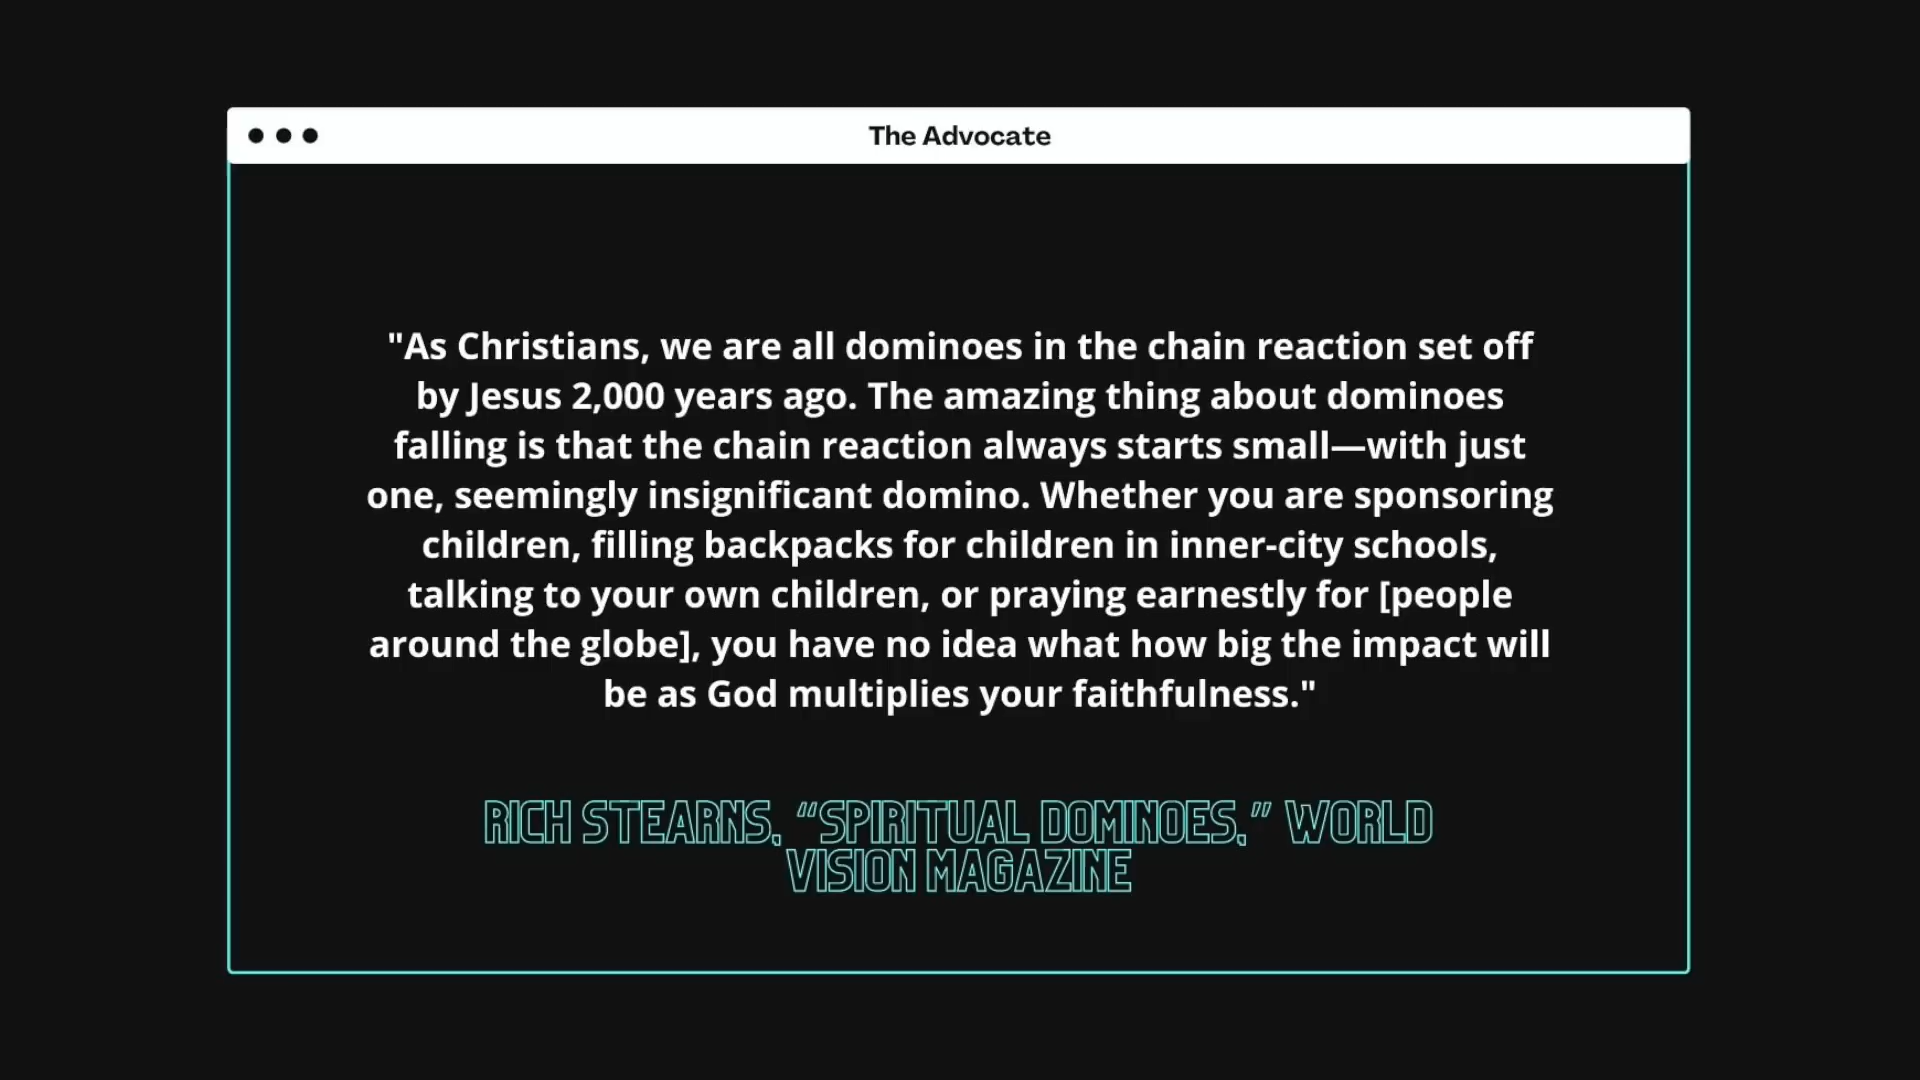 The Advocate
"As Christians, we are all dominoes in the chain reaction set off
by Jesus 2,000 years ago. The amazing thing about dominoes
falling is that the chain reaction always starts small—with just
one, seemingly insignificant domino. Whether you are sponsoring
children, filling backpacks for children in inner-city schools,
talking to your own children, or praying earnestly for [people
around the globe], you have no idea what how big the impact will
be as God multiplies your faithfulness."
RICH STEARNS, “SPIRITUAL DOMINOES,” WORLD
VISION MAGAZINE